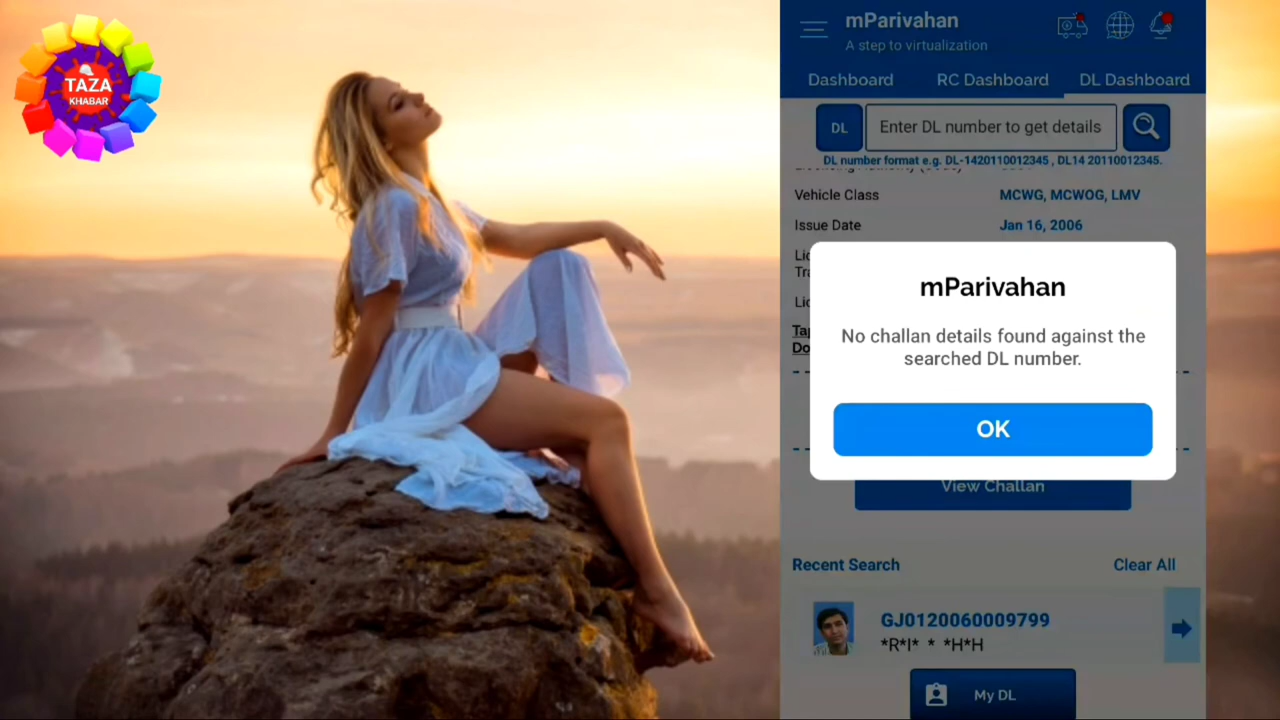 TAZA
KHABAR
mParivahan
A step to virtualization
Dashboard RC Dashboard DL Dashboard
DL Enter DL number to get details
DL number format e.g. DL-1420110012345 , DL14 20110012345.
Vehicle Class MCWG, MCWOG, LMV
Issue Date Jan 16, 2006
mParivahan
No challan details found against the
searched DL number.
OK
View Challan
Recent Search Clear All
GJ0120060009799
*R*I* * *H*H
My DL